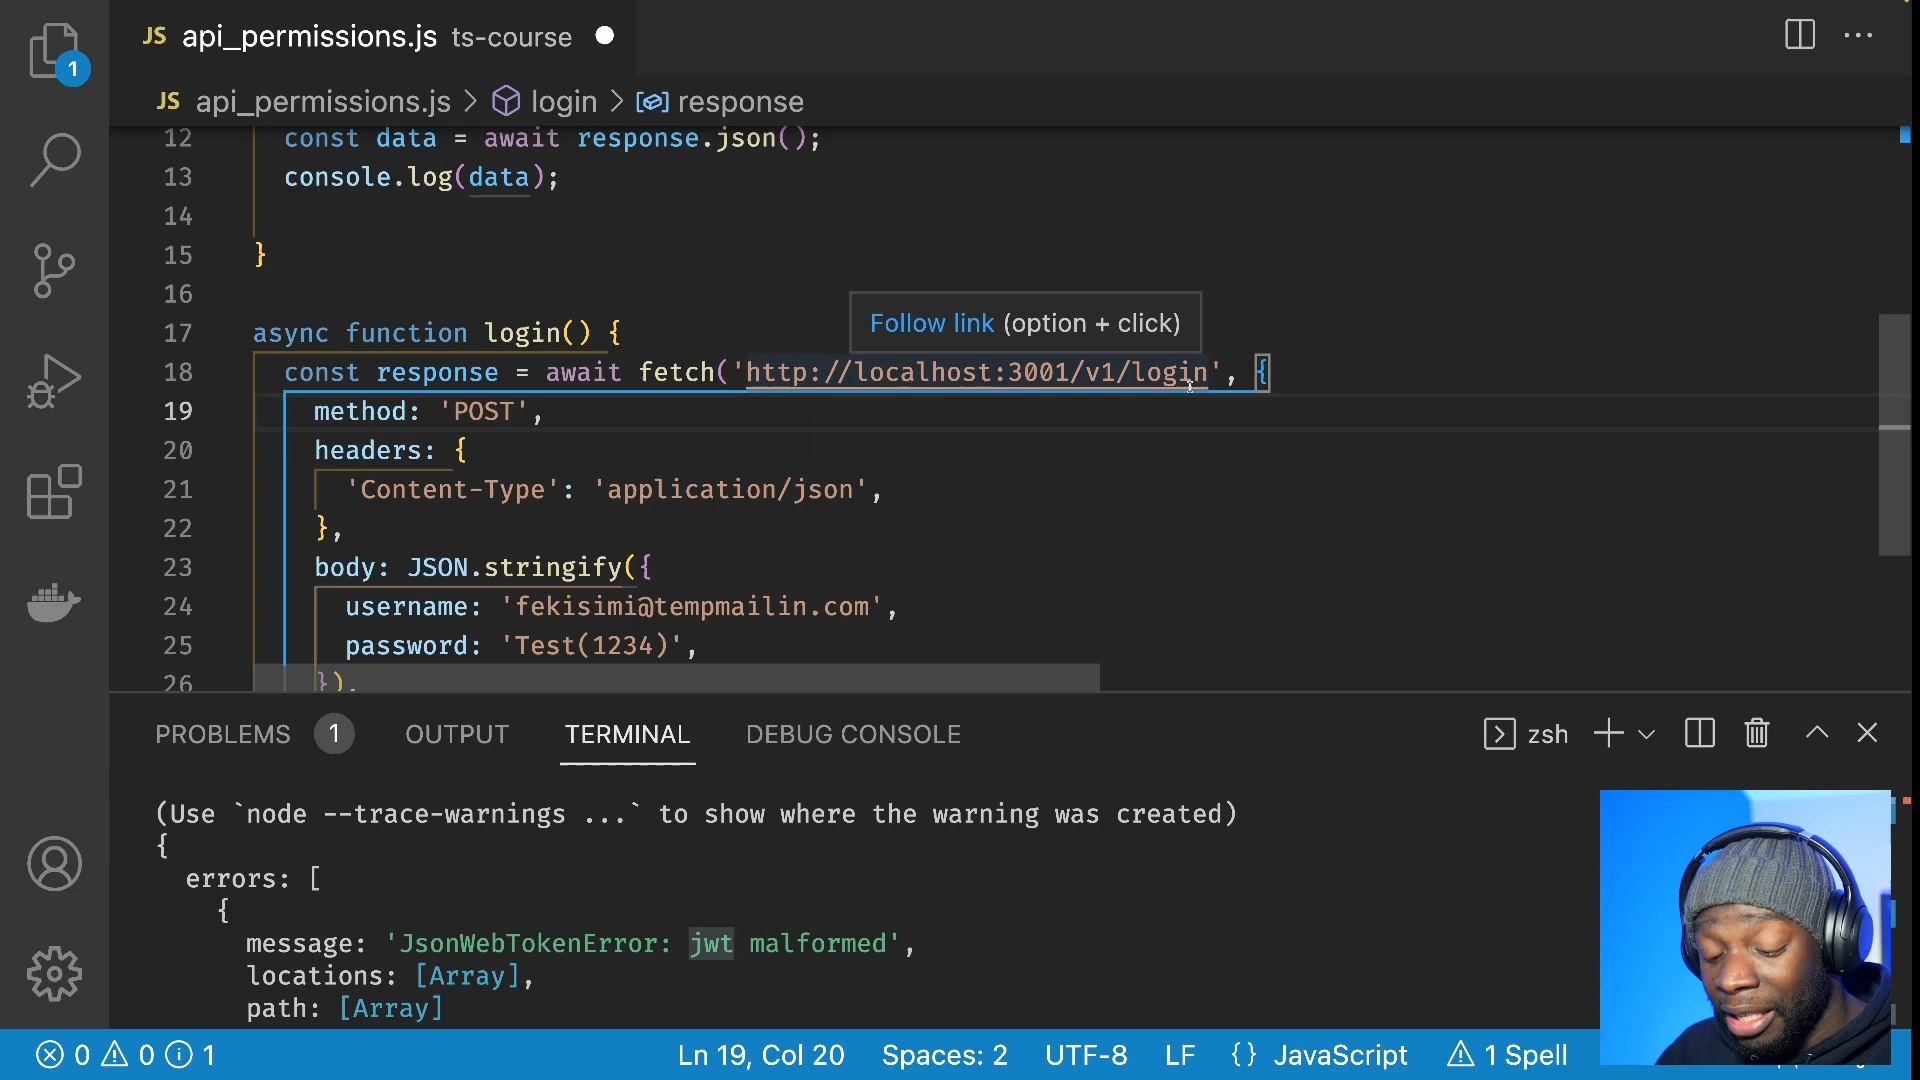 1
JS api_permissions.js ts-course
JS api_permissions.js > login > response
12 const data = await response.json();
13 console.log(data);
14
15 }
16
Follow link (option + click)
17 async function login() {
18 const response = await fetch('http://localhost:3001/v1/login', {
19 method: 'POST',
20 headers: {
21 'Content-Type': 'application/json',
22 },
23 body: JSON.stringify({
24 username: 'fekisimi@tempmailin.com',
25 password: 'Test(1234)',
26 }),
PROBLEMS 1 OUTPUT TERMINAL DEBUG CONSOLE zsh
(Use `node --trace-warnings ...` to show where the warning was created)
{
errors: [
{
message: 'JsonWebTokenError: jwt malformed',
locations: [Array],
path: [Array]
0 0 1 Ln 19, Col 20 Spaces: 2 UTF-8 LF {} JavaScript 1 Spell